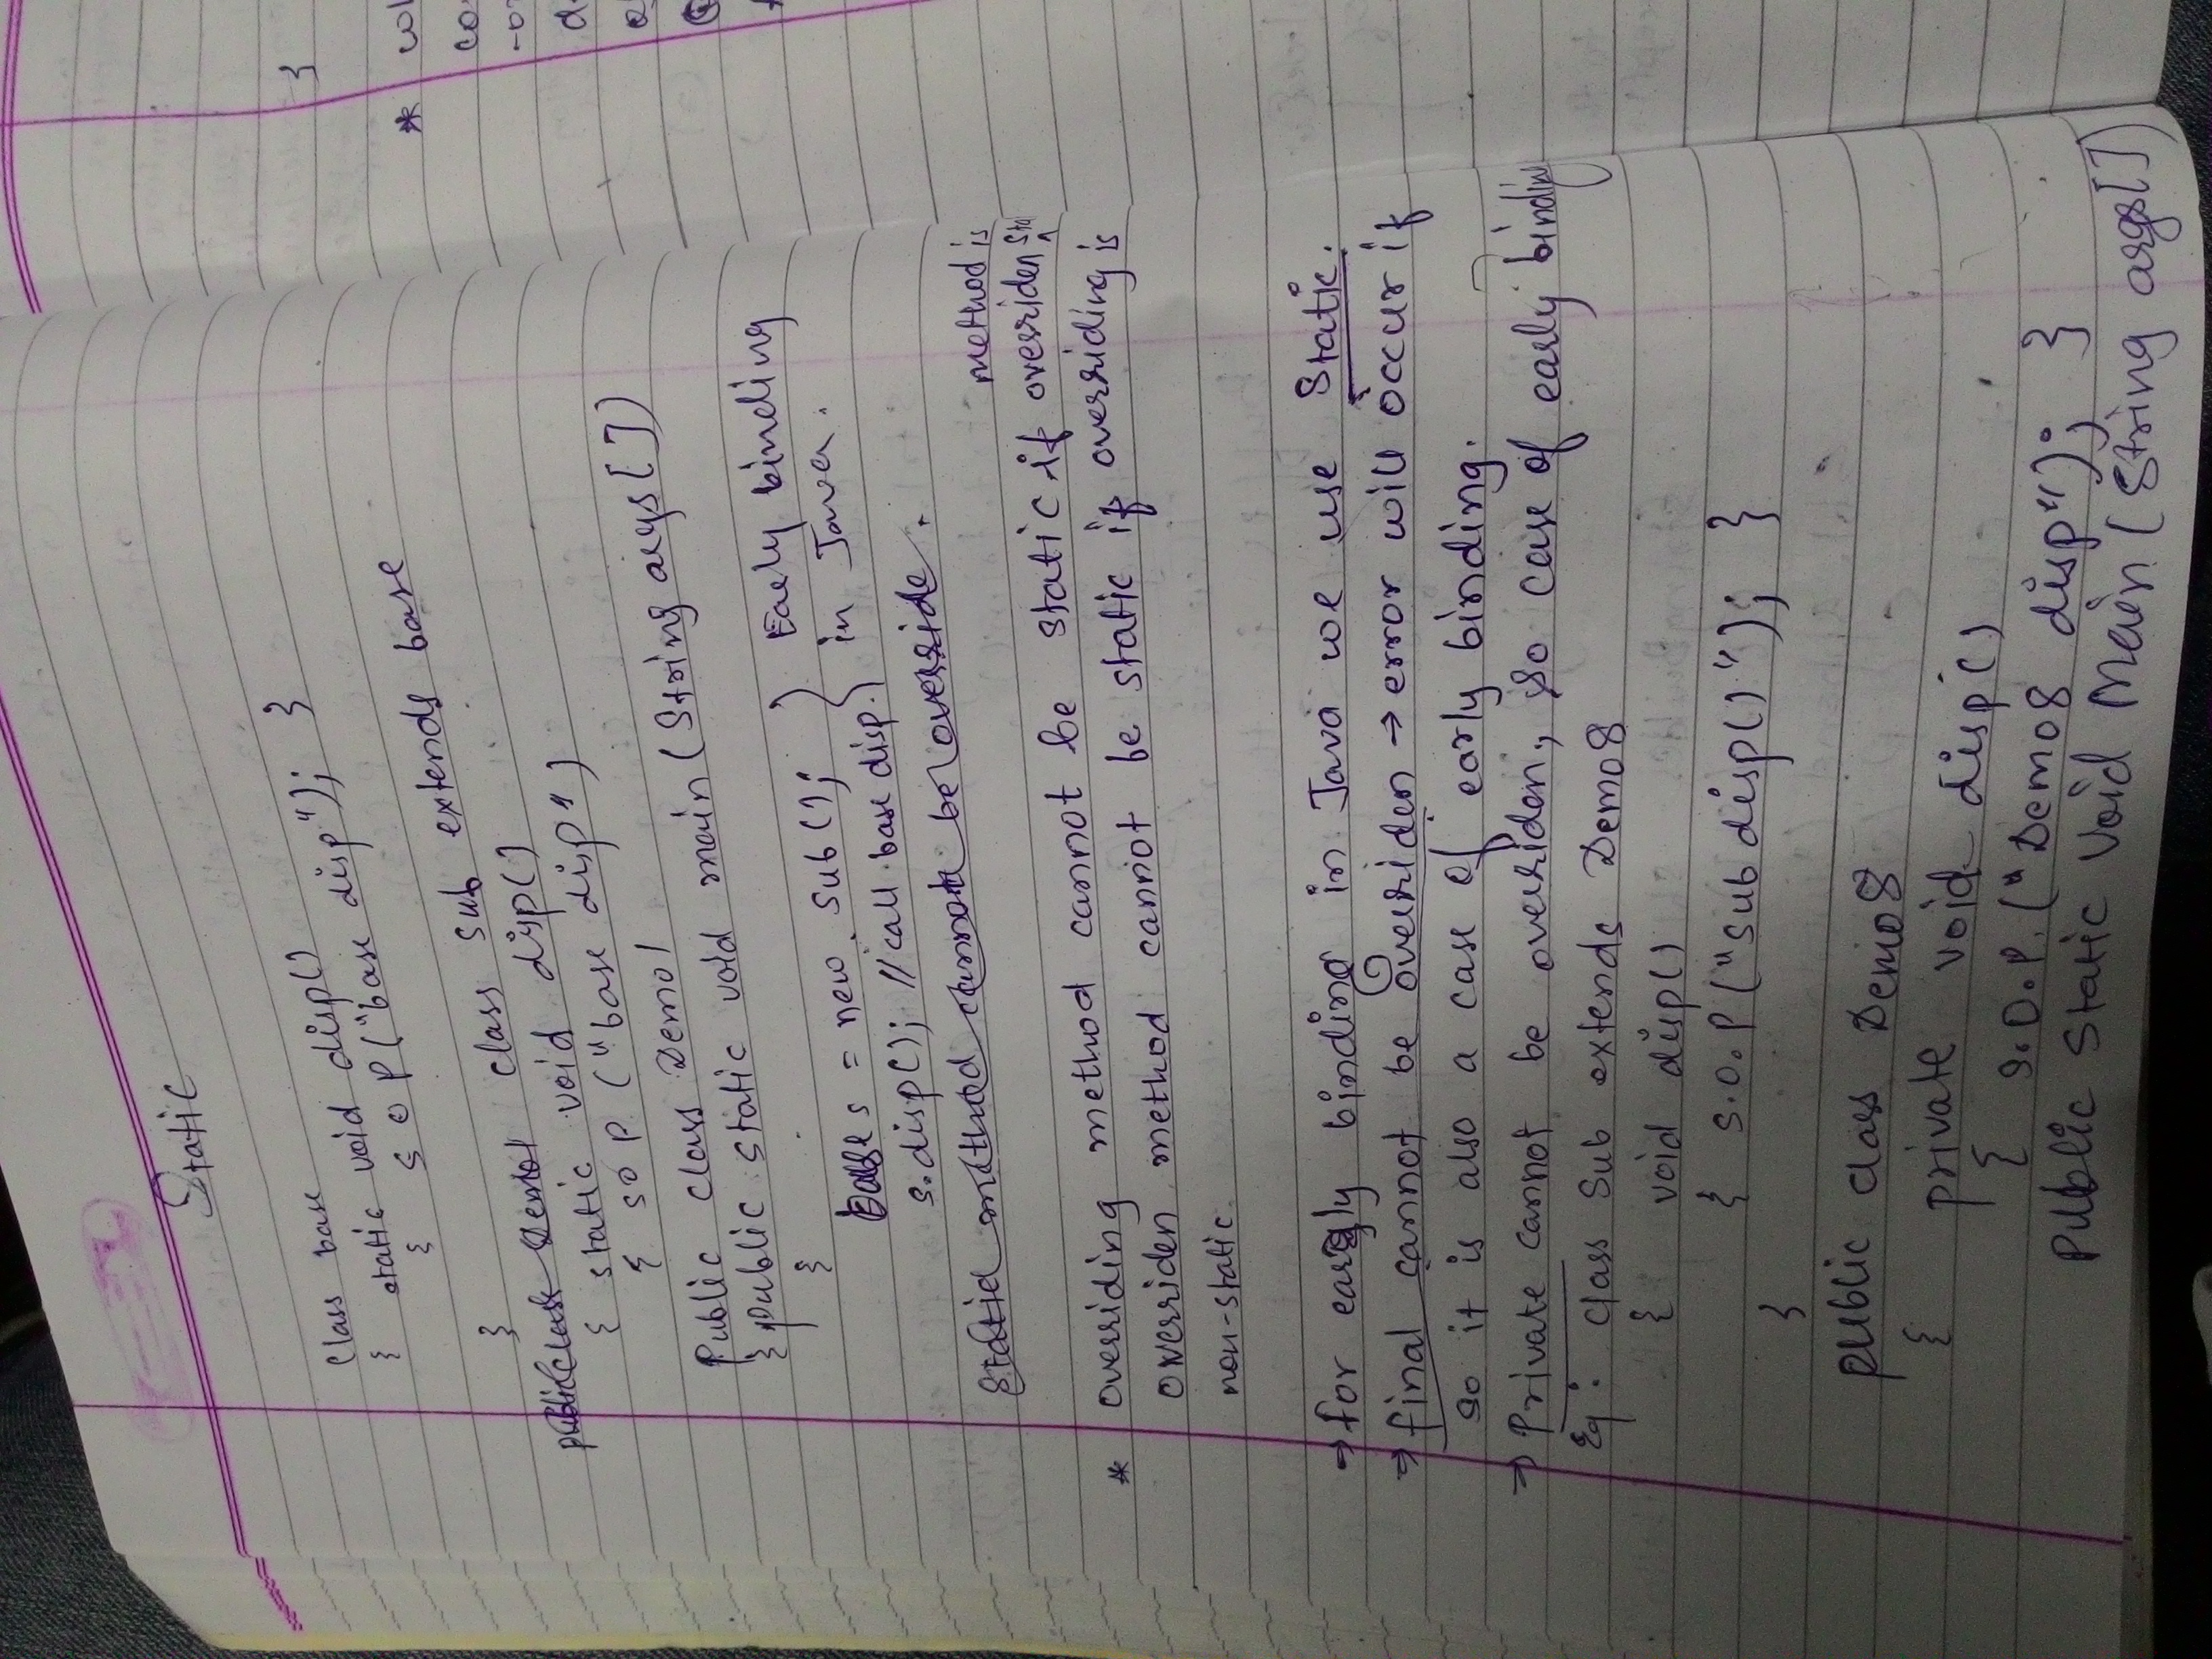 Static
Class base
{ static void disp()
{ S O P("base disp"); }
}
public class Demo1 class Sub extends base
{ static void disp()
{ SOP. ("base disp")
Public class Demo1
{ public static void main(String args[])
{
base s = new Sub(); } Early binding
s.disp(); //call base disp. in Java.
Static method cannot be override.
method is
* overriding method cannot be static if overriden sta
overriden method cannot be static if overriding is
non-static.
→ for early binding in Java we use Static.
→ final cannot be overriden → error will occur if
so it is also a case of early binding.
→ Private cannot be overriden, so case of early binding
Eg: class Sub extends Demo8
{ void disp()
{ S.O.P("Sub disp()"); }
}
public class Demo8
{ private void disp()
{ S.O.P. ("Demo8 disp"); }
Public Static Void Main (String args[])
}
*